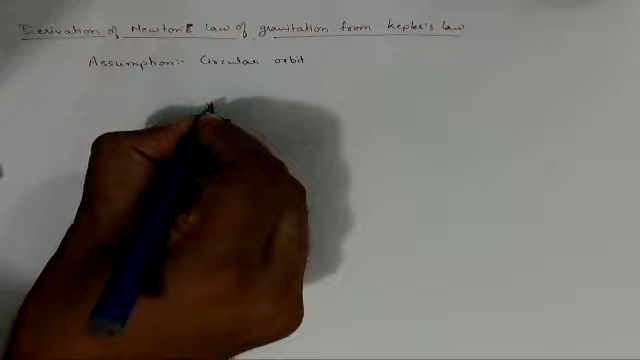 Derivation of Newton's law of gravitation from kepler's law
Assumption:- Circular orbit